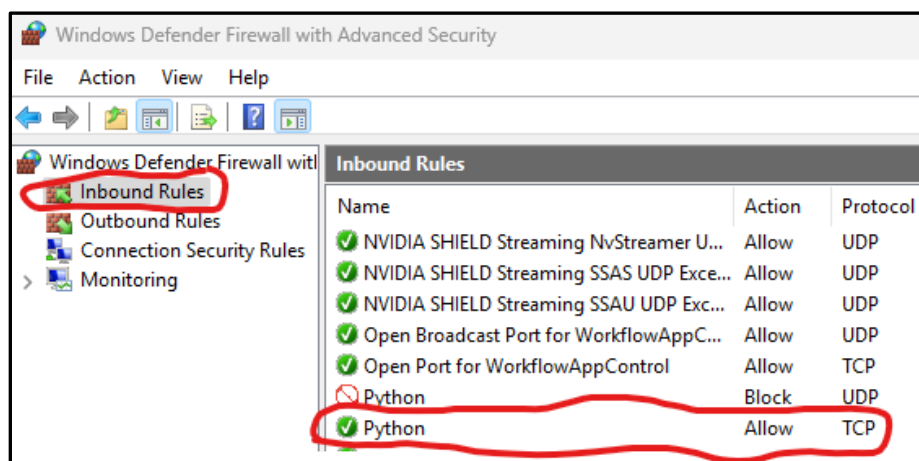 Windows Defender Firewall with Advanced Security
File Action View Help
Windows Defender Firewall witl
Inbound Rules
Outbound Rules
Connection Security Rules
Monitoring
Inbound Rules
Name Action Protocol
NVIDIA SHIELD Streaming NvStreamer U... Allow UDP
NVIDIA SHIELD Streaming SSAS UDP Exce... Allow UDP
NVIDIA SHIELD Streaming SSAU UDP Exc... Allow UDP
Open Broadcast Port for WorkflowAppC... Allow UDP
Open Port for WorkflowAppControl Allow TCP
Python Block UDP
Python Allow TCP